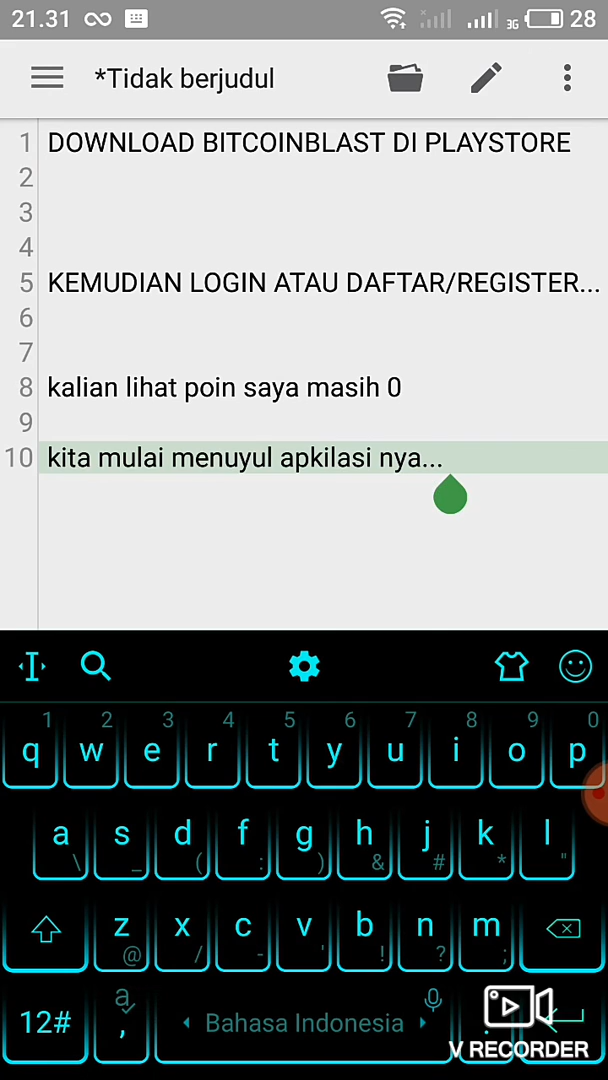 21.31 3G 28
*Tidak berjudul
1 DOWNLOAD BITCOINBLAST DI PLAYSTORE
2
3
4
5 KEMUDIAN LOGIN ATAU DAFTAR/REGISTER...
6
7
8 kalian lihat poin saya masih 0
9
10 kita mulai menuyul apkilasi nya...
1 2 3 4 5 6 7 8 9 0
q w e r t y u i o p
a s d f g h j k l
\ _ ( : ) & # * "
z x c v b n m
@ / - ' ! ? ;
12# a , Bahasa Indonesia .
V RECORDER